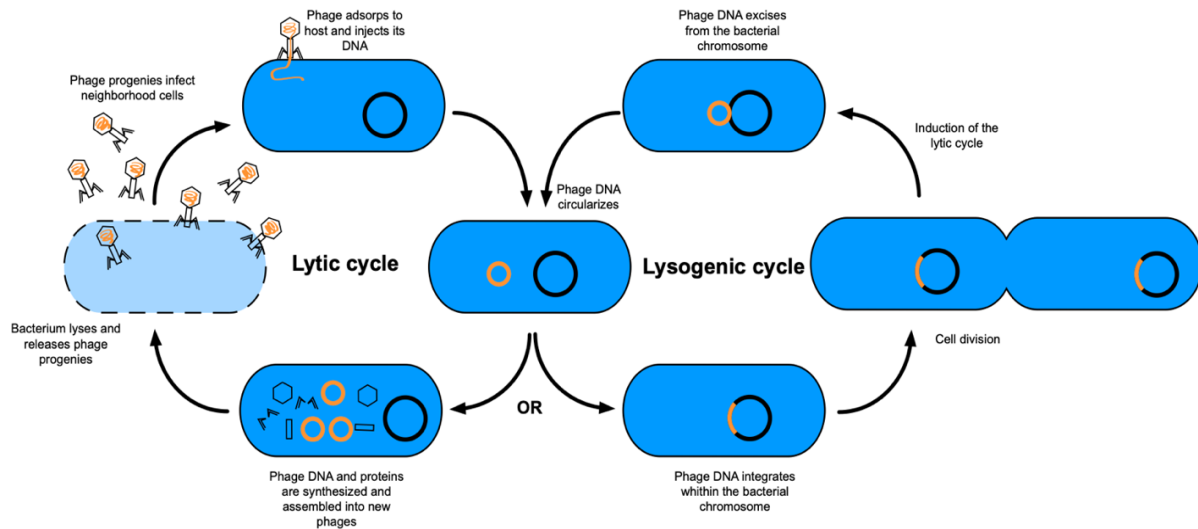 Phage adsorps to
host and injects its
DNA
Phage DNA excises
from the bacterial
chromosome
Phage progenies infect
neighborhood cells
Induction of the
lytic cycle
Phage DNA
circularizes
Lytic cycle
Lysogenic cycle
Bacterium lyses and
releases phage
progenies
Cell division
OR
Phage DNA and proteins
are synthesized and
assembled into new
phages
Phage DNA integrates
whithin the bacterial
chromosome